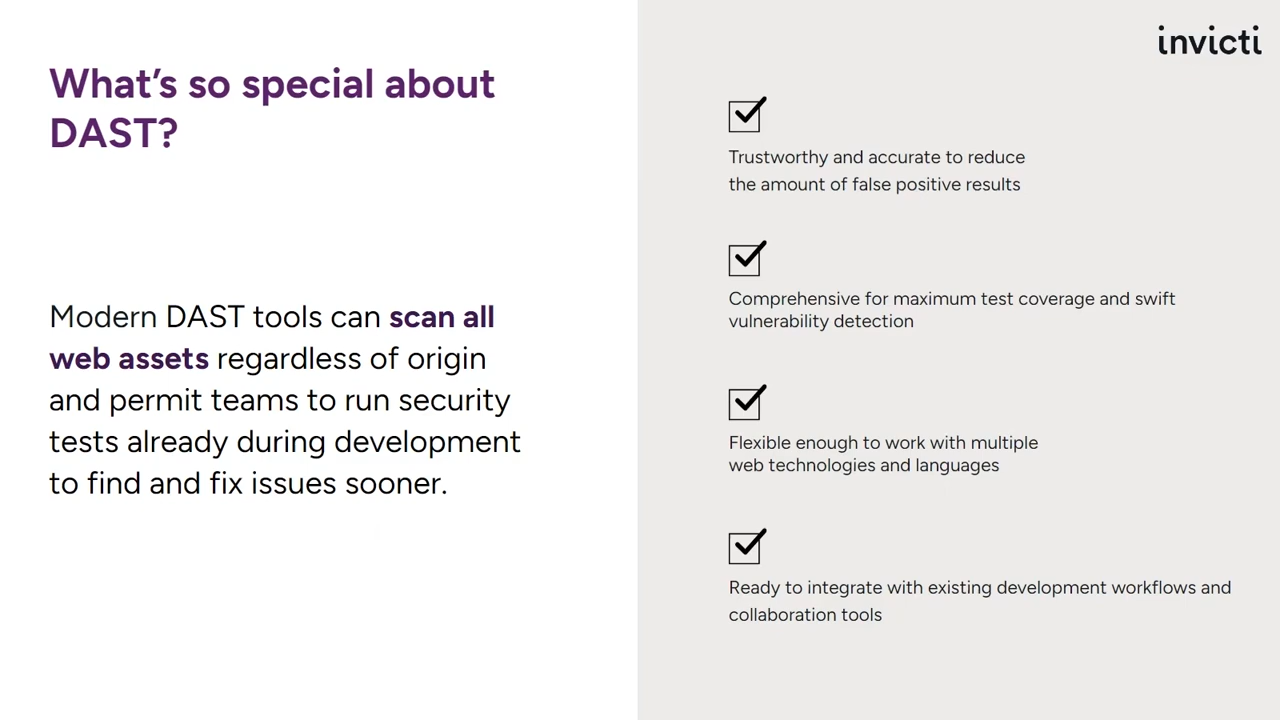 What's so special about
DAST?
Modern DAST tools can scan all
web assets regardless of origin
and permit teams to run security
tests already during development
to find and fix issues sooner.
invicti
Trustworthy and accurate to reduce
the amount of false positive results
Comprehensive for maximum test coverage and swift
vulnerability detection
Flexible enough to work with multiple
web technologies and languages
Ready to integrate with existing development workflows and
collaboration tools